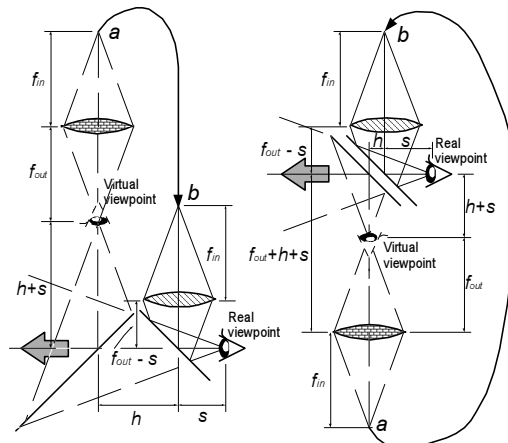 a
f_in
f_out
Virtual
viewpoint
b
f_in
h+s
Real
viewpoint
f_out - s
h
s
b
f_in
h
s
Real
viewpoint
f_out - s
h+s
Virtual
viewpoint
f_out+h+s
f_out
f_in
a